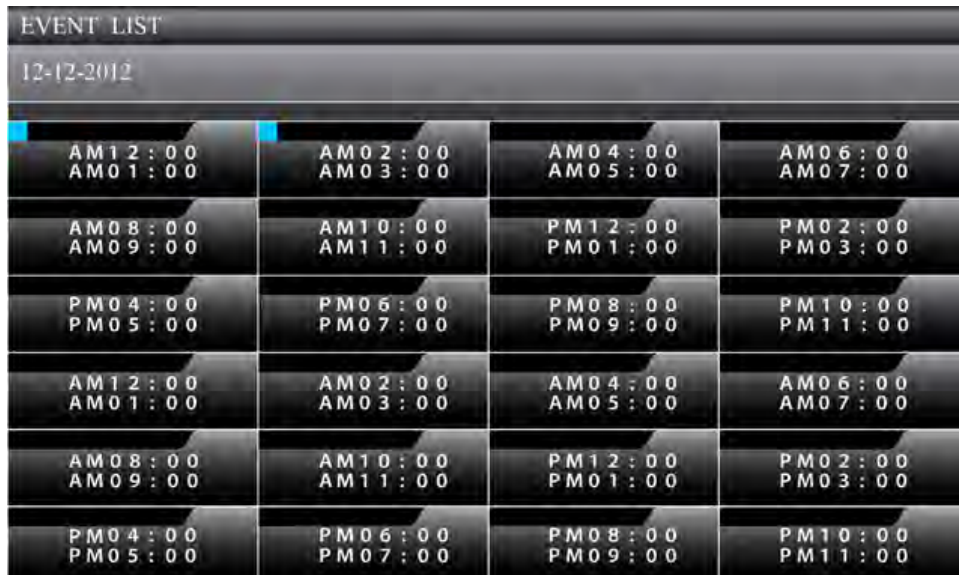 EVENT LIST
12-12-2012
AM12:00
AM01:00
AM02:00
AM03:00
AM04:00
AM05:00
AM06:00
AM07:00
AM08:00
AM09:00
AM10:00
AM11:00
PM12:00
PM01:00
PM02:00
PM03:00
PM04:00
PM05:00
PM06:00
PM07:00
PM08:00
PM09:00
PM10:00
PM11:00
AM12:00
AM01:00
AM02:00
AM03:00
AM04:00
AM05:00
AM06:00
AM07:00
AM08:00
AM09:00
AM10:00
AM11:00
PM12:00
PM01:00
PM02:00
PM03:00
PM04:00
PM05:00
PM06:00
PM07:00
PM08:00
PM09:00
PM10:00
PM11:00